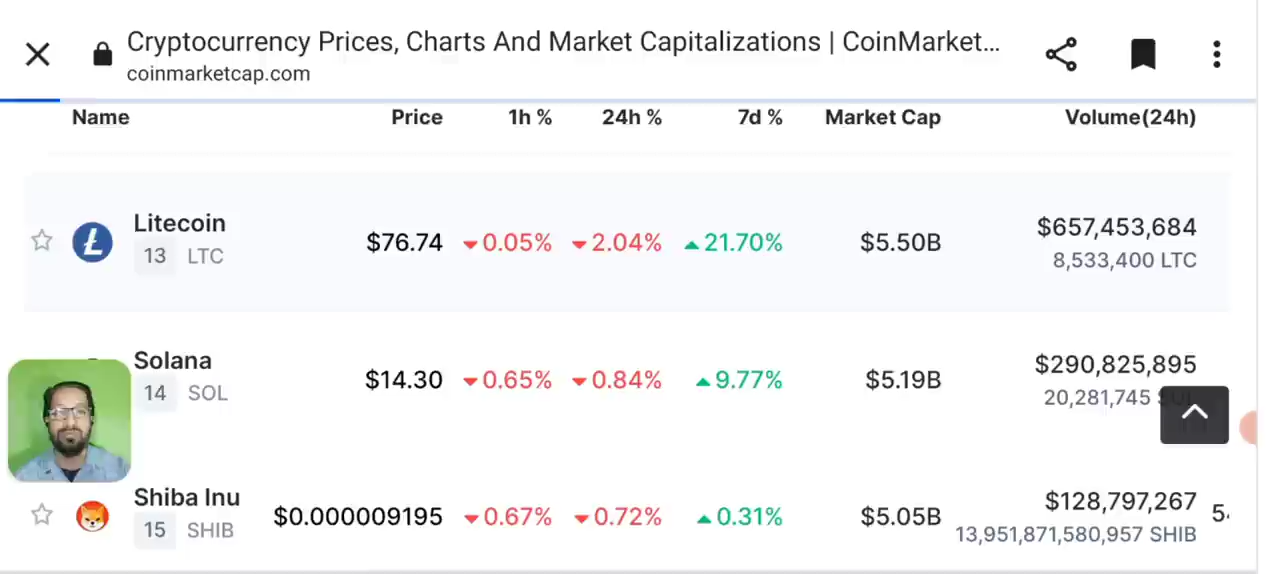 Cryptocurrency Prices, Charts And Market Capitalizations | CoinMarket...
coinmarketcap.com
Name Price 1h % 24h % 7d % Market Cap Volume(24h)
Litecoin
13 LTC
$76.74 0.05% 2.04% 21.70% $5.50B $657,453,684
8,533,400 LTC
Solana
14 SOL
$14.30 0.65% 0.84% 9.77% $5.19B $290,825,895
20,281,745
Shiba Inu
15 SHIB
$0.000009195 0.67% 0.72% 0.31% $5.05B $128,797,267
13,951,871,580,957 SHIB